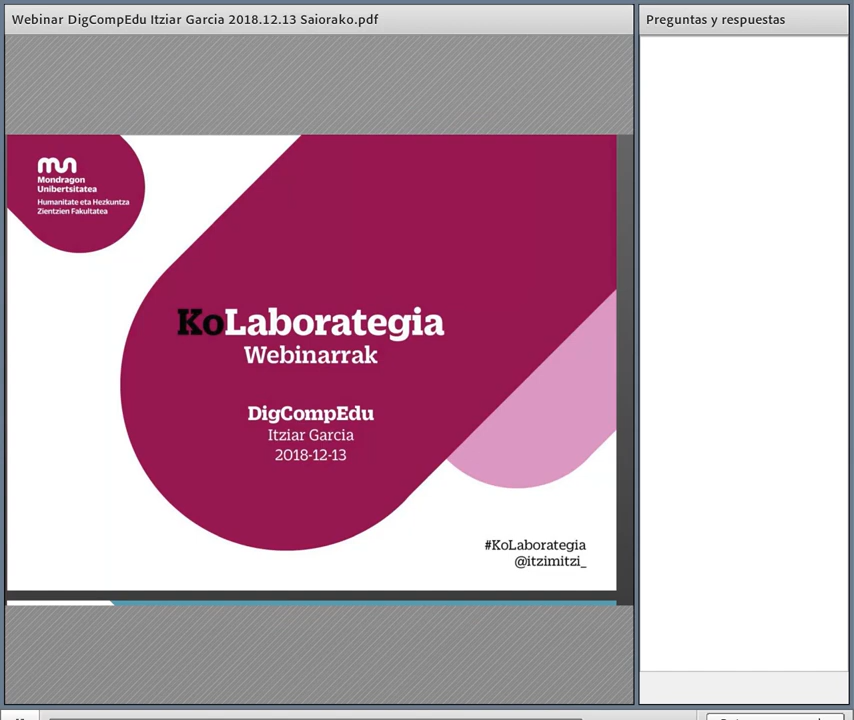 Webinar DigCompEdu Itziar Garcia 2018.12.13 Saiorako.pdf
Preguntas y respuestas
Mondragon
Unibertsitatea
Humanitate eta Hezkuntza
Zientzien Fakultatea
KoLaborategia
Webinarrak
DigCompEdu
Itziar Garcia
2018-12-13
#KoLaborategia
@itzimitzi_